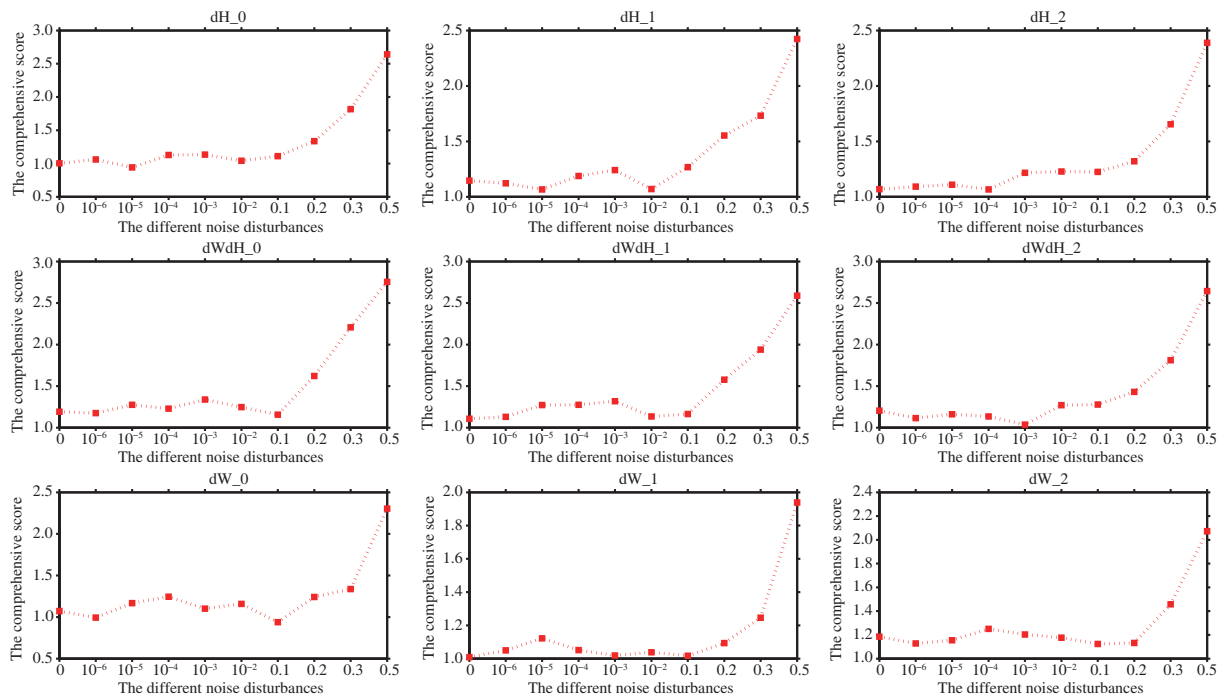 dH_0
The comprehensive score
3.0
2.5
2.0
1.5
1.0
0.5
0 10⁻⁶ 10⁻⁵ 10⁻⁴ 10⁻³ 10⁻² 0.1 0.2 0.3 0.5
The different noise disturbances
dH_1
The comprehensive score
2.5
2.0
1.5
1.0
0 10⁻⁶ 10⁻⁵ 10⁻⁴ 10⁻³ 10⁻² 0.1 0.2 0.3 0.5
The different noise disturbances
dH_2
The comprehensive score
2.5
2.0
1.5
1.0
0 10⁻⁶ 10⁻⁵ 10⁻⁴ 10⁻³ 10⁻² 0.1 0.2 0.3 0.5
The different noise disturbances
dWdH_0
The comprehensive score
3.0
2.5
2.0
1.5
1.0
0 10⁻⁶ 10⁻⁵ 10⁻⁴ 10⁻³ 10⁻² 0.1 0.2 0.3 0.5
The different noise disturbances
dWdH_1
The comprehensive score
3.0
2.5
2.0
1.5
1.0
0 10⁻⁶ 10⁻⁵ 10⁻⁴ 10⁻³ 10⁻² 0.1 0.2 0.3 0.5
The different noise disturbances
dWdH_2
The comprehensive score
3.0
2.5
2.0
1.5
1.0
0 10⁻⁶ 10⁻⁵ 10⁻⁴ 10⁻³ 10⁻² 0.1 0.2 0.3 0.5
The different noise disturbances
dW_0
The comprehensive score
2.5
2.0
1.5
1.0
0.5
0 10⁻⁶ 10⁻⁵ 10⁻⁴ 10⁻³ 10⁻² 0.1 0.2 0.3 0.5
The different noise disturbances
dW_1
The comprehensive score
2.0
1.8
1.6
1.4
1.2
1.0
0 10⁻⁶ 10⁻⁵ 10⁻⁴ 10⁻³ 10⁻² 0.1 0.2 0.3 0.5
The different noise disturbances
dW_2
The comprehensive score
2.4
2.2
2.0
1.8
1.6
1.4
1.2
1.0
0 10⁻⁶ 10⁻⁵ 10⁻⁴ 10⁻³ 10⁻² 0.1 0.2 0.3 0.5
The different noise disturbances